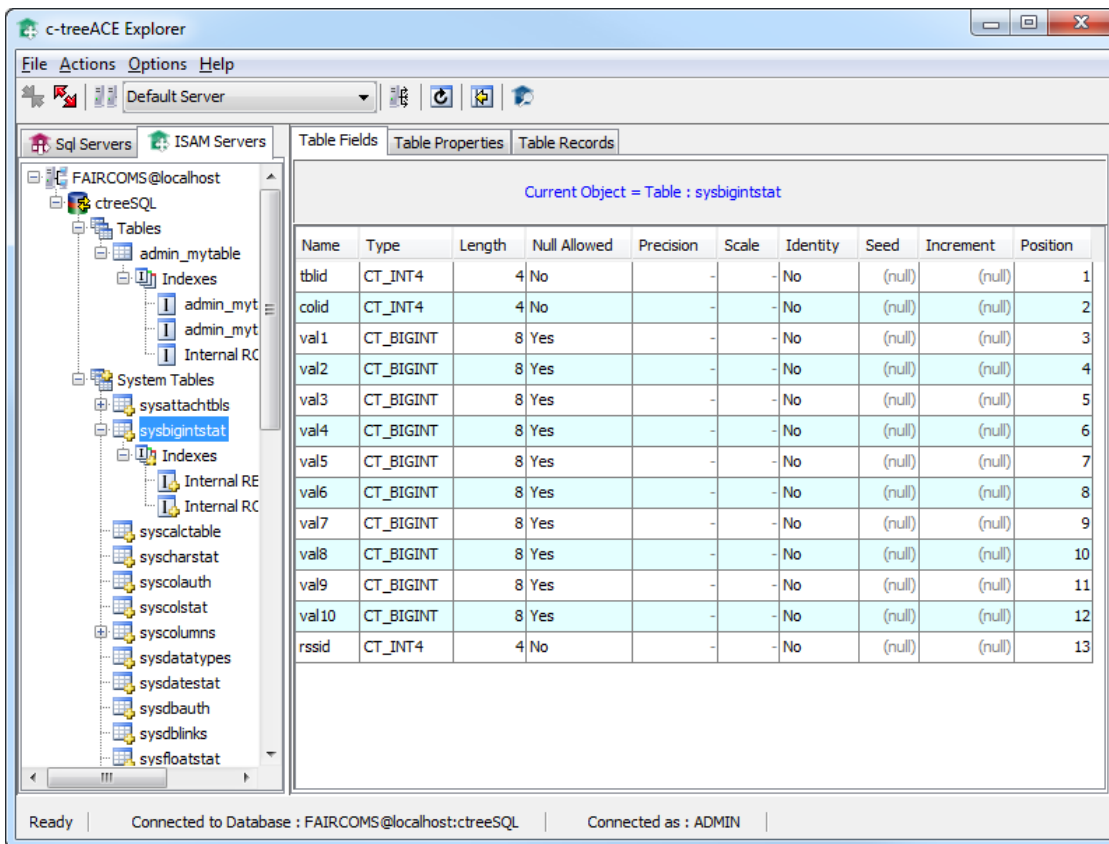 c-treeACE Explorer
File Actions Options Help
Default Server
Sql Servers ISAM Servers
FAIRCOMS@localhost
ctreeSQL
Tables
admin_mytable
Indexes
I admin_myt
I admin_myt
I Internal RC
System Tables
sysattachtbls
sysbigintstat
Indexes
I Internal RE
I Internal RC
syscalctable
syscharstat
syscolauth
syscolstat
syscolumns
sysdatatypes
sysdatestat
sysdbauth
sysdblinks
sysfloatstat
Table Fields Table Properties Table Records
Current Object = Table : sysbigintstat
Name Type Length Null Allowed Precision Scale Identity Seed Increment Position
tblid CT_INT4 4 No - - No (null) (null) 1
colid CT_INT4 4 No - - No (null) (null) 2
val1 CT_BIGINT 8 Yes - - No (null) (null) 3
val2 CT_BIGINT 8 Yes - - No (null) (null) 4
val3 CT_BIGINT 8 Yes - - No (null) (null) 5
val4 CT_BIGINT 8 Yes - - No (null) (null) 6
val5 CT_BIGINT 8 Yes - - No (null) (null) 7
val6 CT_BIGINT 8 Yes - - No (null) (null) 8
val7 CT_BIGINT 8 Yes - - No (null) (null) 9
val8 CT_BIGINT 8 Yes - - No (null) (null) 10
val9 CT_BIGINT 8 Yes - - No (null) (null) 11
val10 CT_BIGINT 8 Yes - - No (null) (null) 12
rssid CT_INT4 4 No - - No (null) (null) 13
Ready Connected to Database : FAIRCOMS@localhost:ctreeSQL Connected as : ADMIN